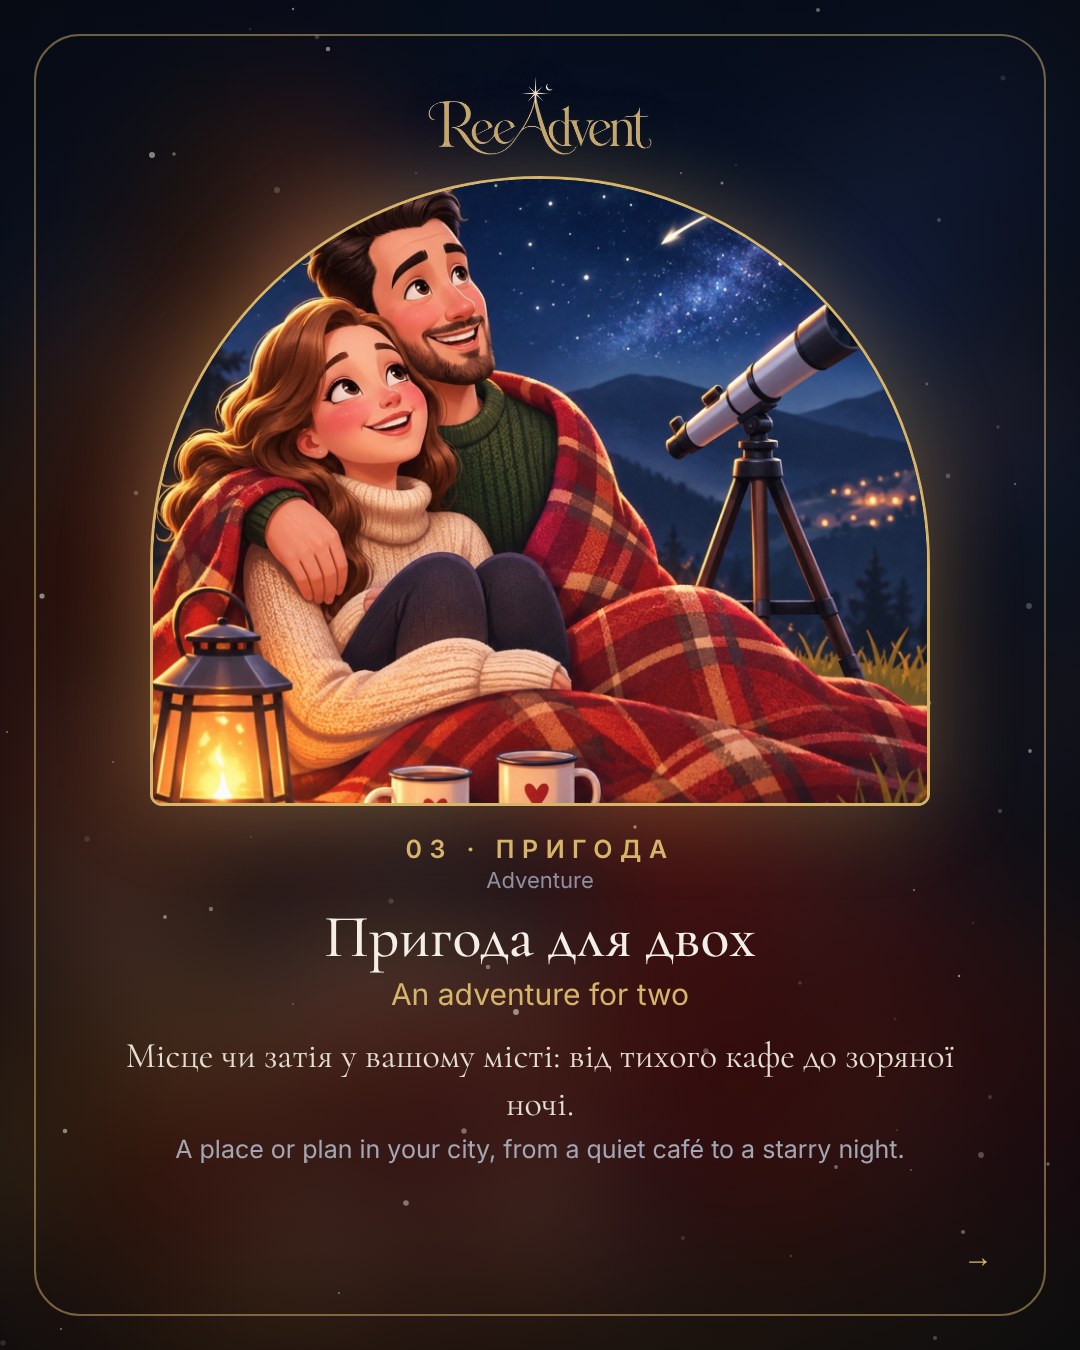 ReeAdvent
03 · ПРИГОДА
Adventure
Пригода для двох
An adventure for two
Місце чи затія у вашому місті: від тихого кафе до зоряної
ночі.
A place or plan in your city, from a quiet café to a starry night.
→